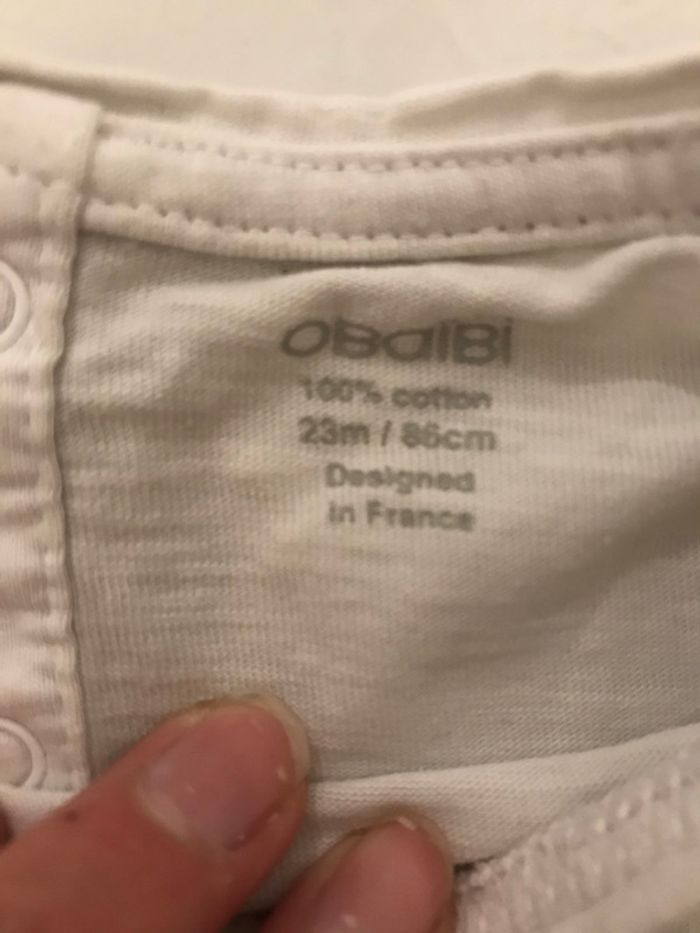 OBaIBi
100% cotton
23m / 86cm
Designed
in France